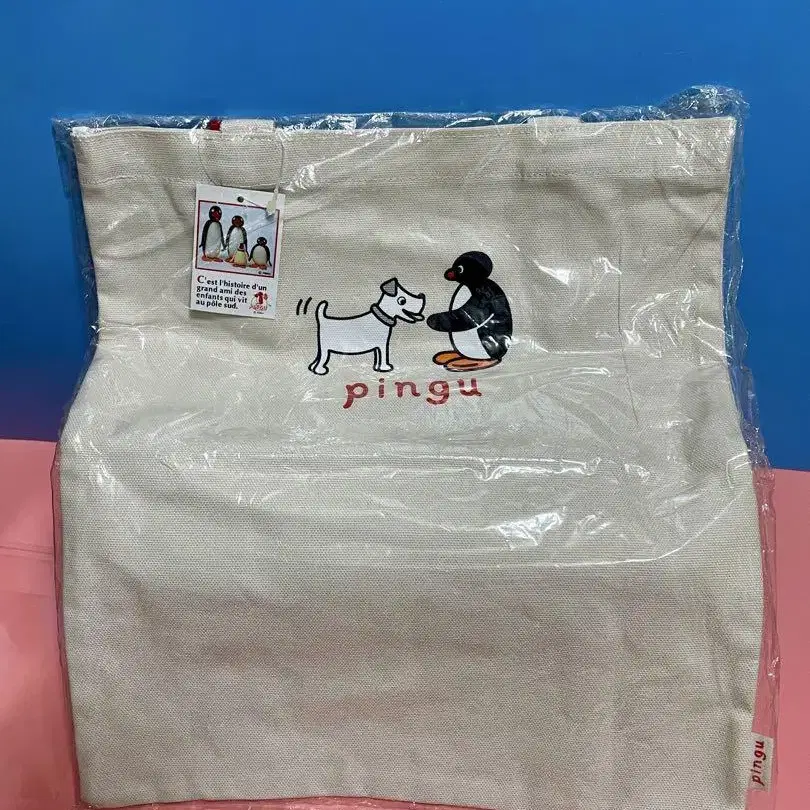 C'est l'histoire d'un
grand ami des
enfants qui vit
au pôle sud.
pingu
pingu